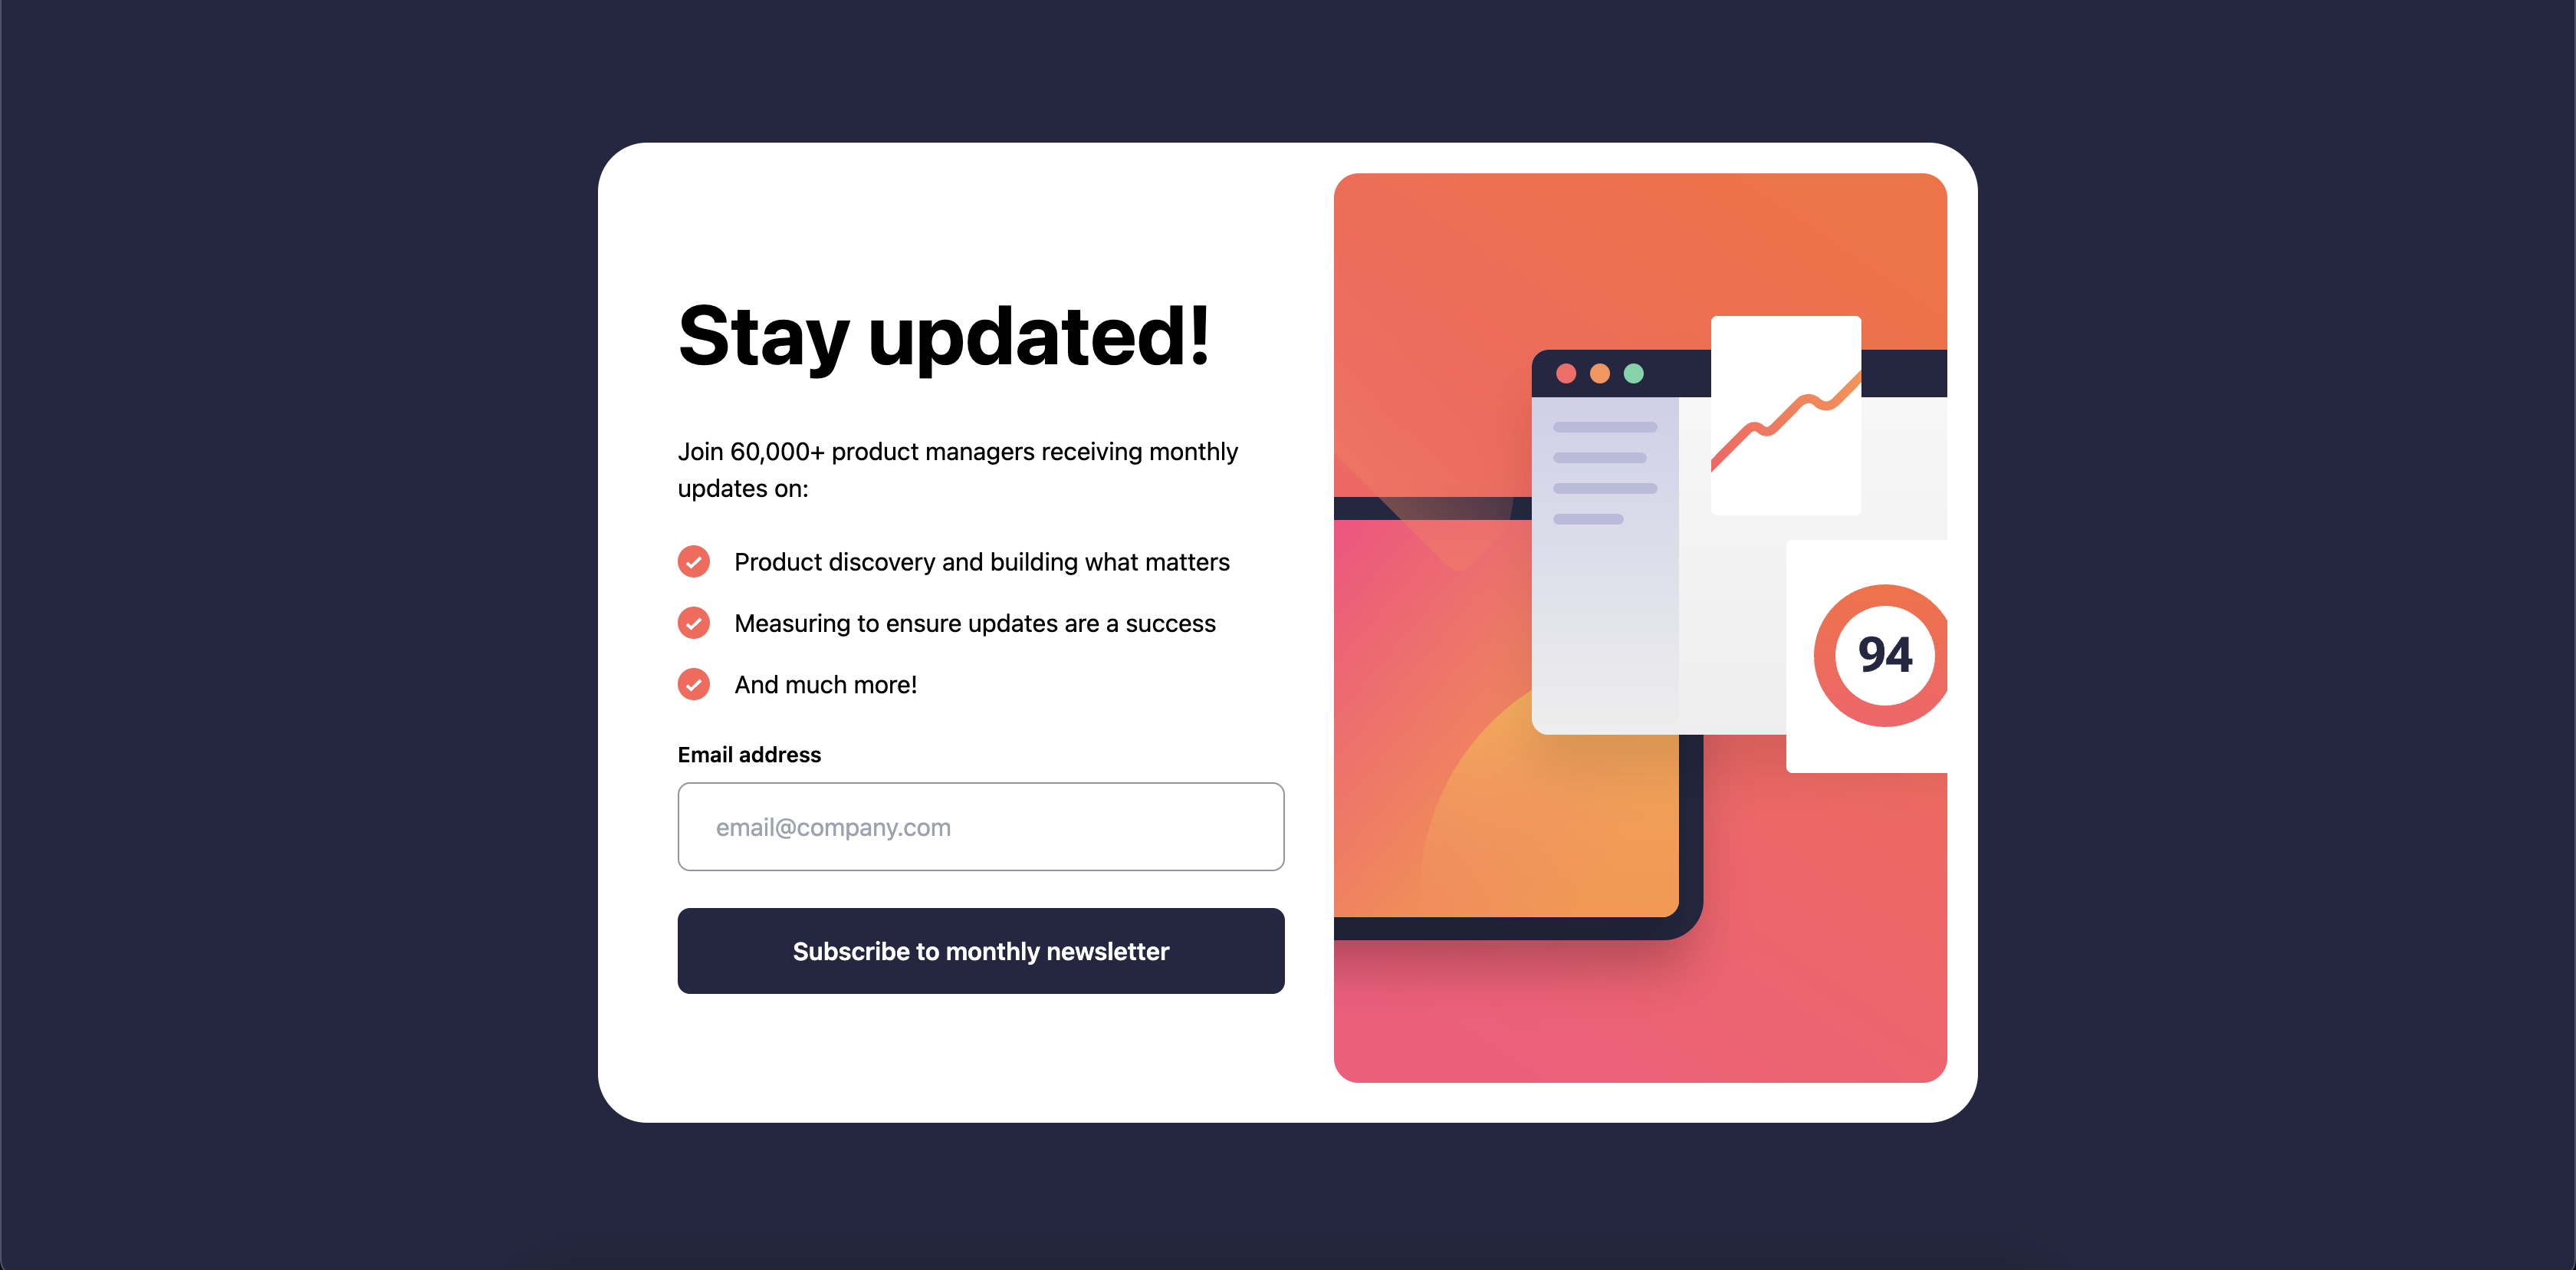 Stay updated!
Join 60,000+ product managers receiving monthly
updates on:
Product discovery and building what matters
Measuring to ensure updates are a success
And much more!
Email address
email@company.com
Subscribe to monthly newsletter
94